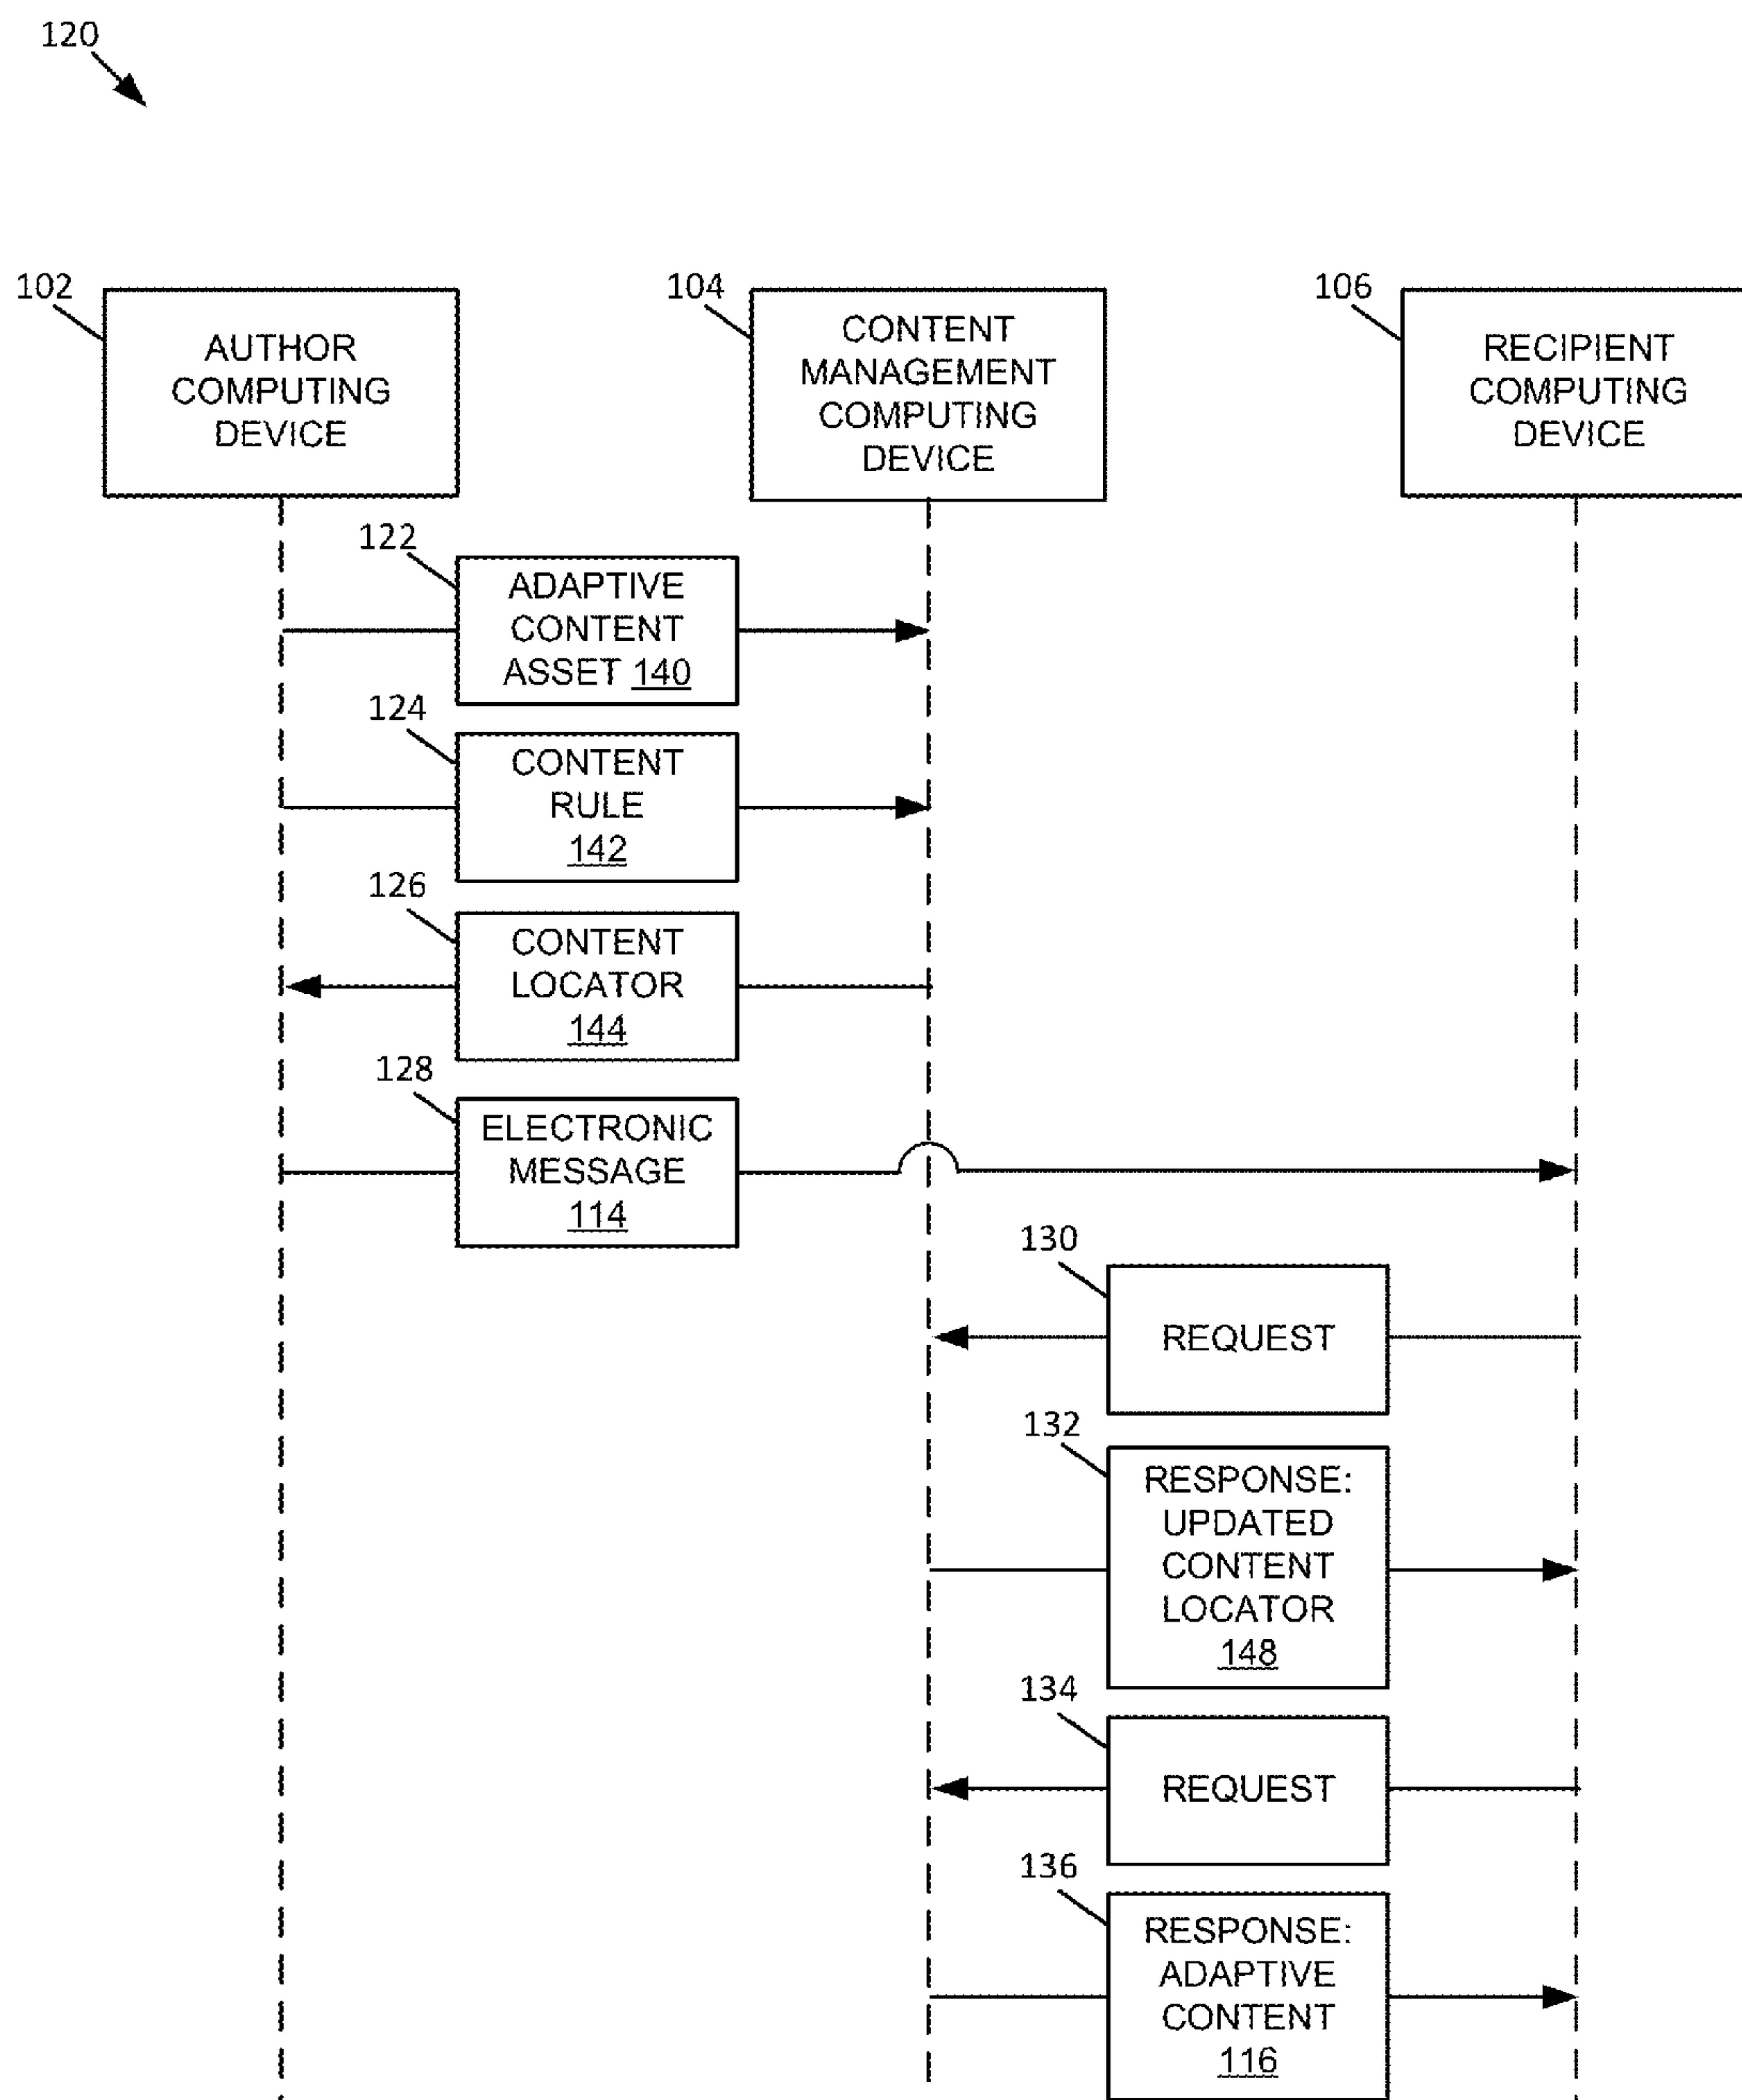 120
102
AUTHOR
COMPUTING
DEVICE
104
CONTENT
MANAGEMENT
COMPUTING
DEVICE
106
RECIPIENT
COMPUTING
DEVICE
122
ADAPTIVE
CONTENT
ASSET 140
124
CONTENT
RULE
142
126
CONTENT
LOCATOR
144
128
ELECTRONIC
MESSAGE
114
130
REQUEST
132
RESPONSE:
UPDATED
CONTENT
LOCATOR
148
134
REQUEST
136
RESPONSE:
ADAPTIVE
CONTENT
116